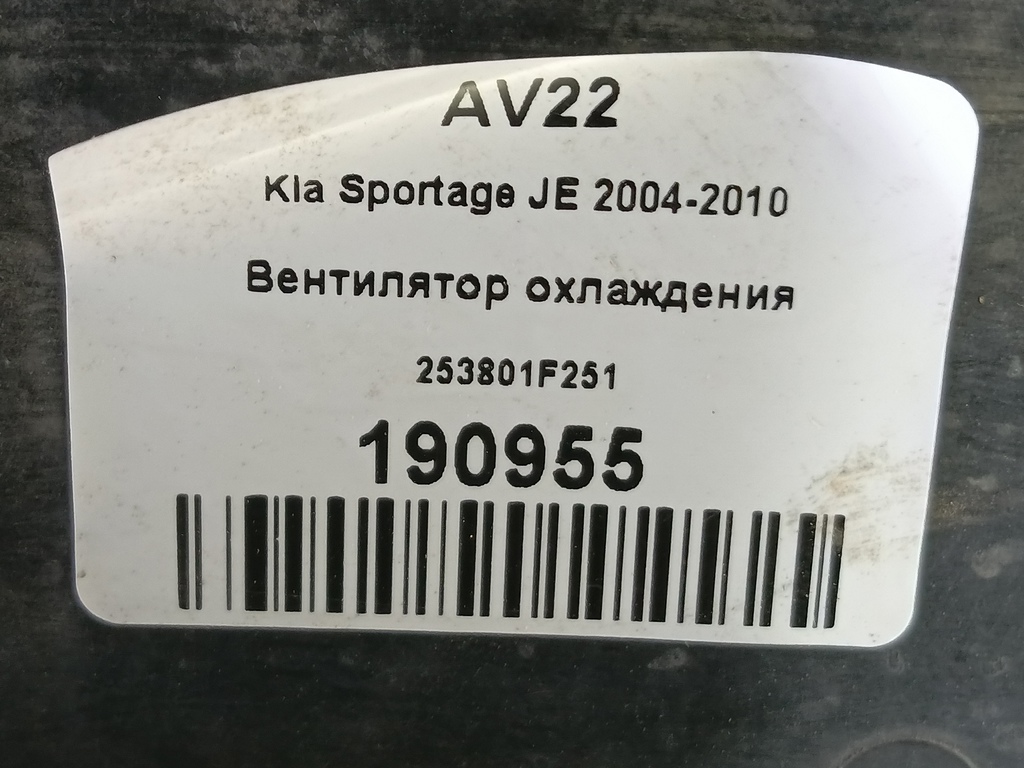 AV22
Kia Sportage JE 2004-2010
Вентилятор охлаждения
253801F251
190955